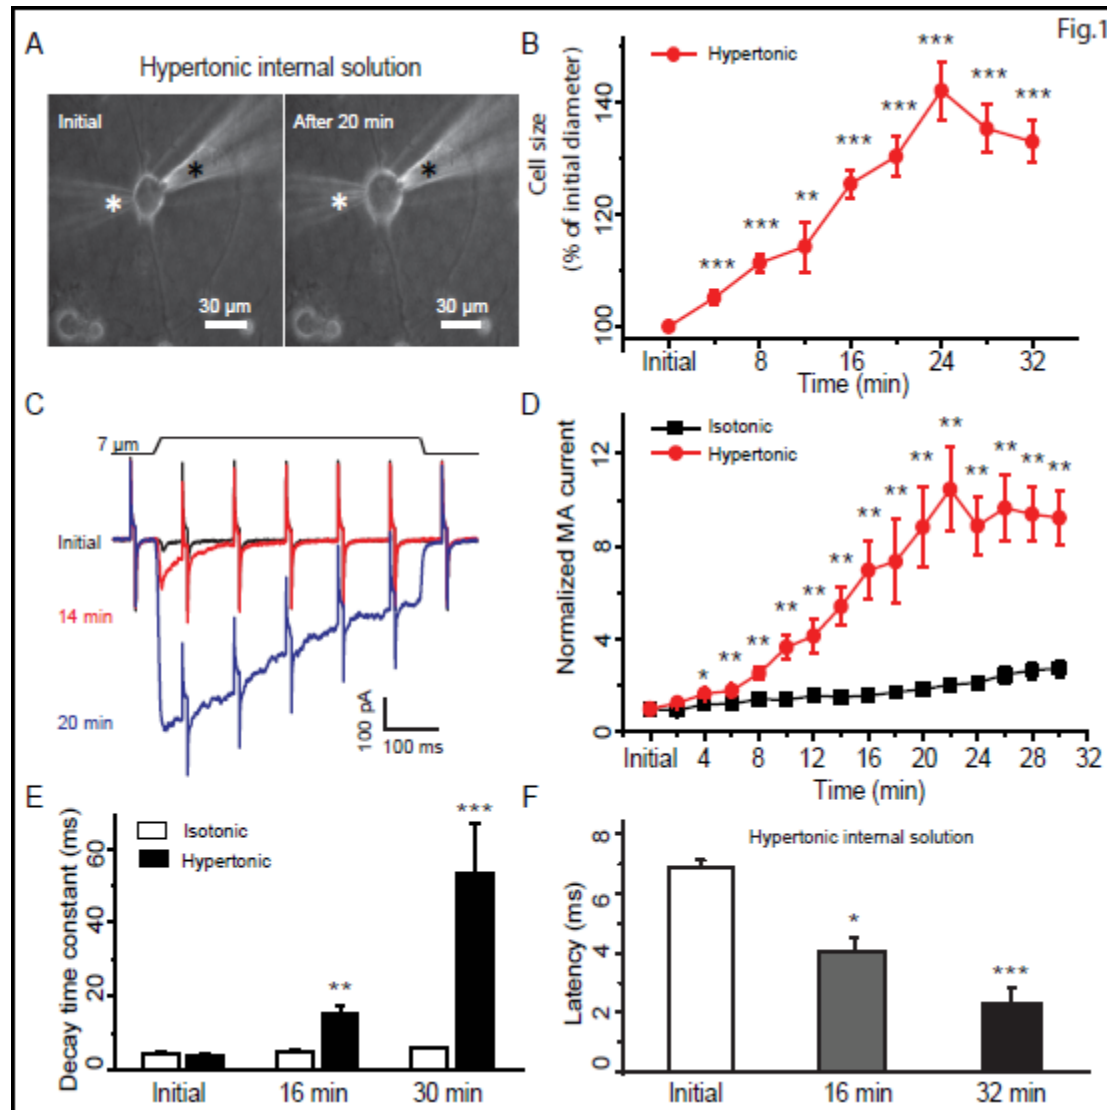 Fig.1
A
Hypertonic internal solution
Initial
After 20 min
*
*
*
*
30 µm
30 µm
B
Hypertonic
Cell size
(% of initial diameter)
140
120
100
***
***
**
***
***
***
***
***
Initial 8 16 24 32
Time (min)
C
7 µm
Initial
14 min
20 min
100 pA
100 ms
D
Isotonic
Hypertonic
Normalized MA current
12
8
4
0
*
**
**
**
**
**
**
**
**
**
**
**
**
**
Initial 4 8 12 16 20 24 28 32
Time (min)
E
Isotonic
Hypertonic
Decay time constant (ms)
60
40
20
0
**
***
Initial 16 min 30 min
F
Hypertonic internal solution
Latency (ms)
8
6
4
2
0
*
***
Initial 16 min 32 min